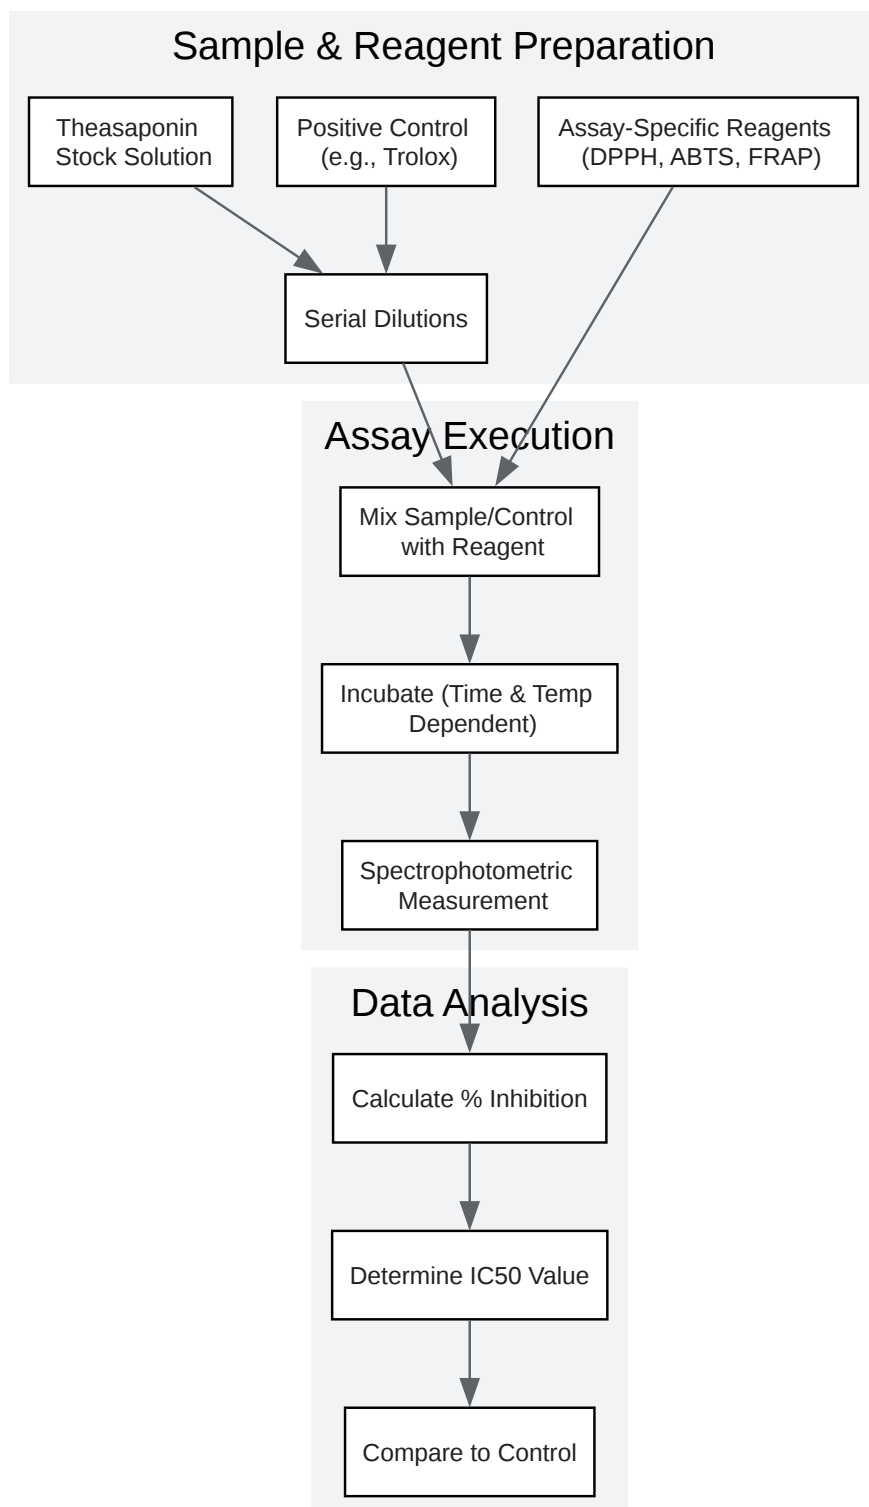 Sample & Reagent Preparation
Theasaponin
Stock Solution
Positive Control
(e.g., Trolox)
Assay-Specific Reagents
(DPPH, ABTS, FRAP)
Serial Dilutions
Assay Execution
Mix Sample/Control
with Reagent
Incubate (Time & Temp
Dependent)
Spectrophotometric
Measurement
Data Analysis
Calculate % Inhibition
Determine IC50 Value
Compare to Control